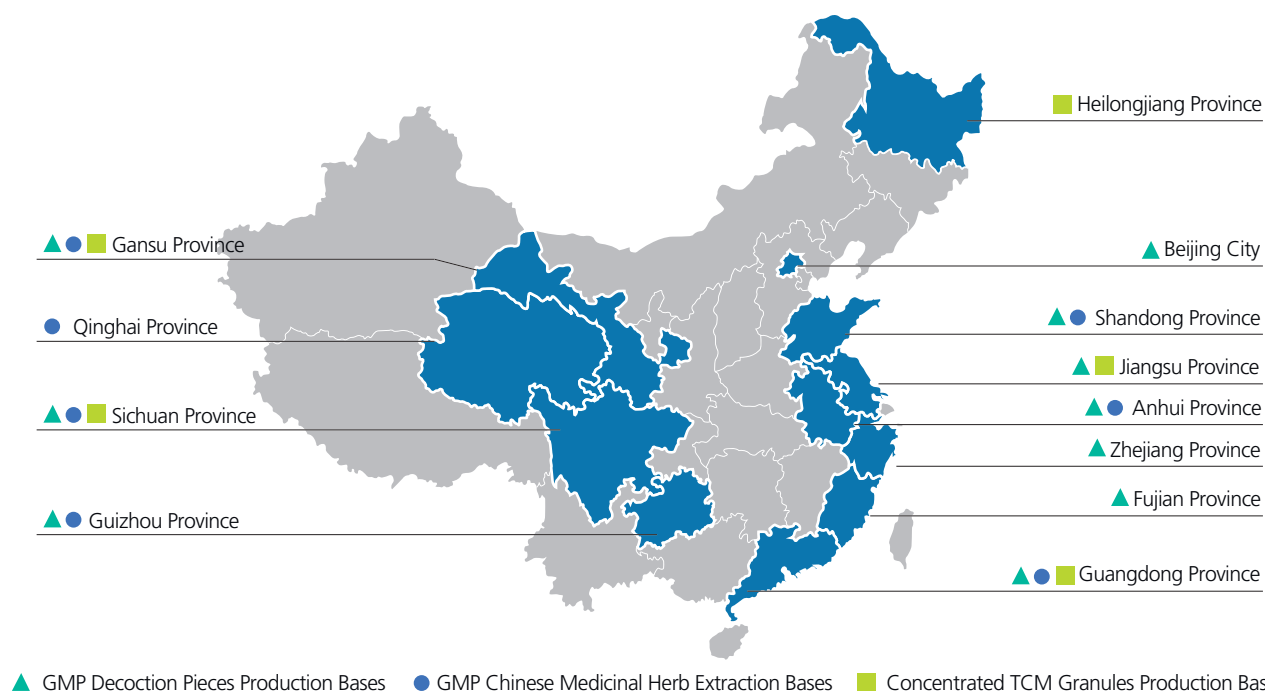 Heilongjiang Province
Gansu Province
Beijing City
Qinghai Province
Shandong Province
Jiangsu Province
Sichuan Province
Anhui Province
Zhejiang Province
Fujian Province
Guizhou Province
Guangdong Province
GMP Decoction Pieces Production Bases
GMP Chinese Medicinal Herb Extraction Bases
Concentrated TCM Granules Production Bas